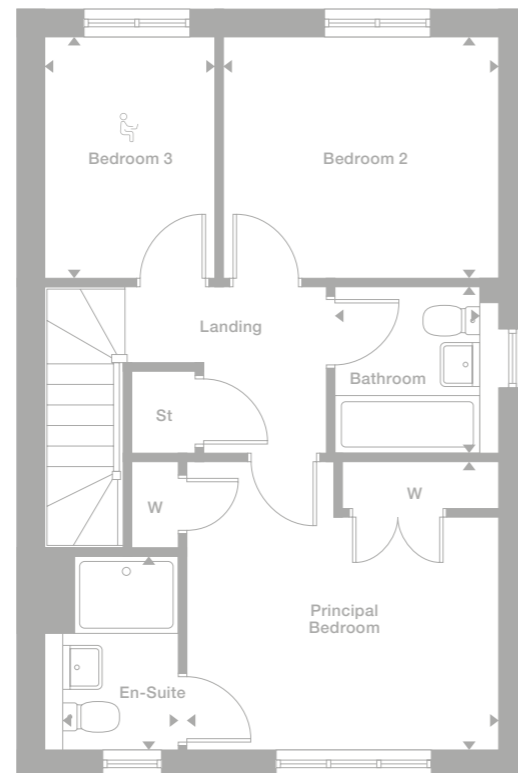 Bedroom 3
Bedroom 2
Landing
Bathroom
St
W
W
Principal
Bedroom
En-Suite